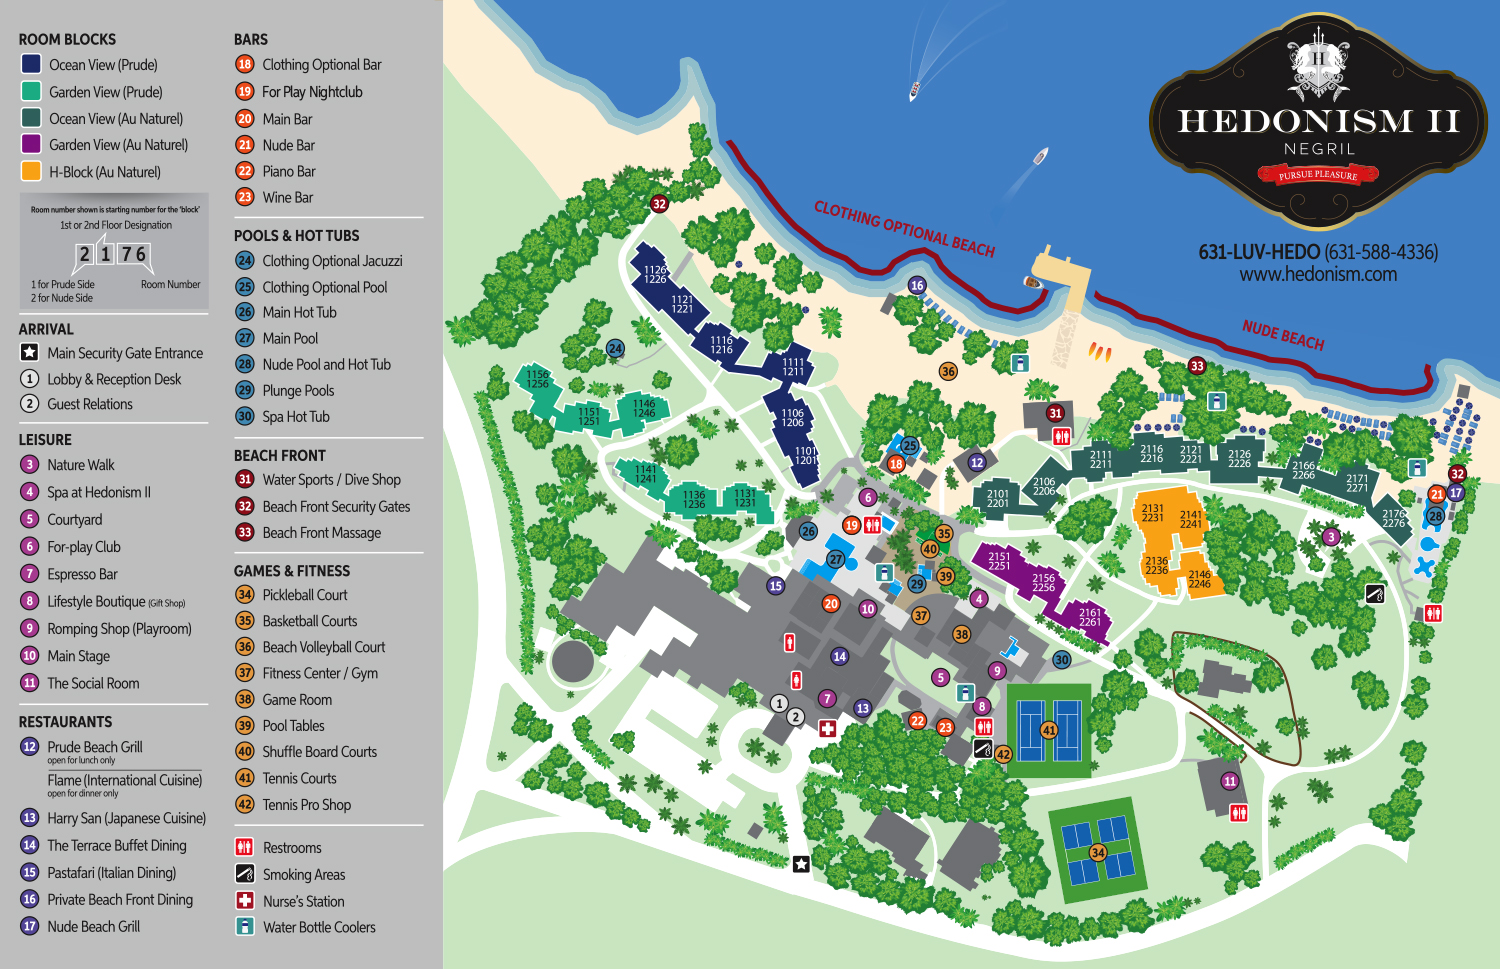 ROOM BLOCKS
Ocean View (Prude)
Garden View (Prude)
Ocean View (Au Naturel)
Garden View (Au Naturel)
H-Block (Au Naturel)
Room number shown is starting number for the 'block'
1st or 2nd Floor Designation
2 1 7 6
1 for Prude Side
2 for Nude Side
Room Number
ARRIVAL
Main Security Gate Entrance
1 Lobby & Reception Desk
2 Guest Relations
LEISURE
3 Nature Walk
4 Spa at Hedonism II
5 Courtyard
6 For-play Club
7 Espresso Bar
8 Lifestyle Boutique (Gift Shop)
9 Romping Shop (Playroom)
10 Main Stage
11 The Social Room
RESTAURANTS
12 Prude Beach Grill
open for lunch only
Flame (International Cuisine)
open for dinner only
13 Harry San (Japanese Cuisine)
14 The Terrace Buffet Dining
15 Pastafari (Italian Dining)
16 Private Beach Front Dining
17 Nude Beach Grill
BARS
18 Clothing Optional Bar
19 For Play Nightclub
20 Main Bar
21 Nude Bar
22 Piano Bar
23 Wine Bar
POOLS & HOT TUBS
24 Clothing Optional Jacuzzi
25 Clothing Optional Pool
26 Main Hot Tub
27 Main Pool
28 Nude Pool and Hot Tub
29 Plunge Pools
30 Spa Hot Tub
BEACH FRONT
31 Water Sports / Dive Shop
32 Beach Front Security Gates
33 Beach Front Massage
GAMES & FITNESS
34 Pickleball Court
35 Basketball Courts
36 Beach Volleyball Court
37 Fitness Center / Gym
38 Game Room
39 Pool Tables
40 Shuffle Board Courts
41 Tennis Courts
42 Tennis Pro Shop
Restrooms
Smoking Areas
Nurse's Station
Water Bottle Coolers
H
HEDONISM II
NEGRIL
PURSUE PLEASURE
631-LUV-HEDO (631-588-4336)
www.hedonism.com
CLOTHING OPTIONAL BEACH
NUDE BEACH
32
1126
1226
1121
1221
1116
1216
1111
1211
1106
1206
1101
1201
24
1156
1256
1151
1251
1146
1246
1141
1241
1136
1236
1131
1231
16
36
33
31
25
18
12
2101
2201
2106
2206
2111
2211
2116
2216
2121
2221
2126
2226
2166
2266
2171
2271
2176
2276
32
21
17
28
3
2131
2231
2141
2241
2136
2236
2146
2246
2151
2251
2156
2256
2161
2261
6
19
26
27
35
40
39
29
15
20
10
37
4
38
14
5
9
30
1
2
7
13
8
22
23
42
41
11
34